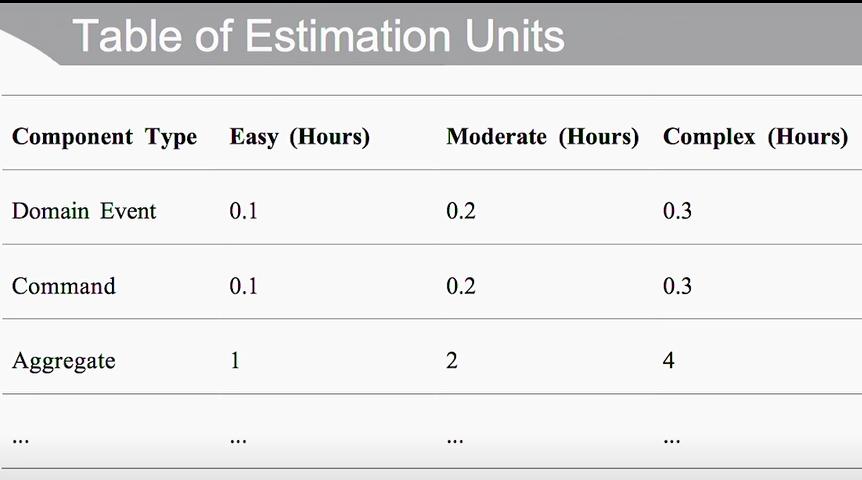 Table of Estimation Units
Component Type Easy (Hours) Moderate (Hours) Complex (Hours)
Domain Event 0.1 0.2 0.3
Command 0.1 0.2 0.3
Aggregate 1 2 4
... ... ... ...